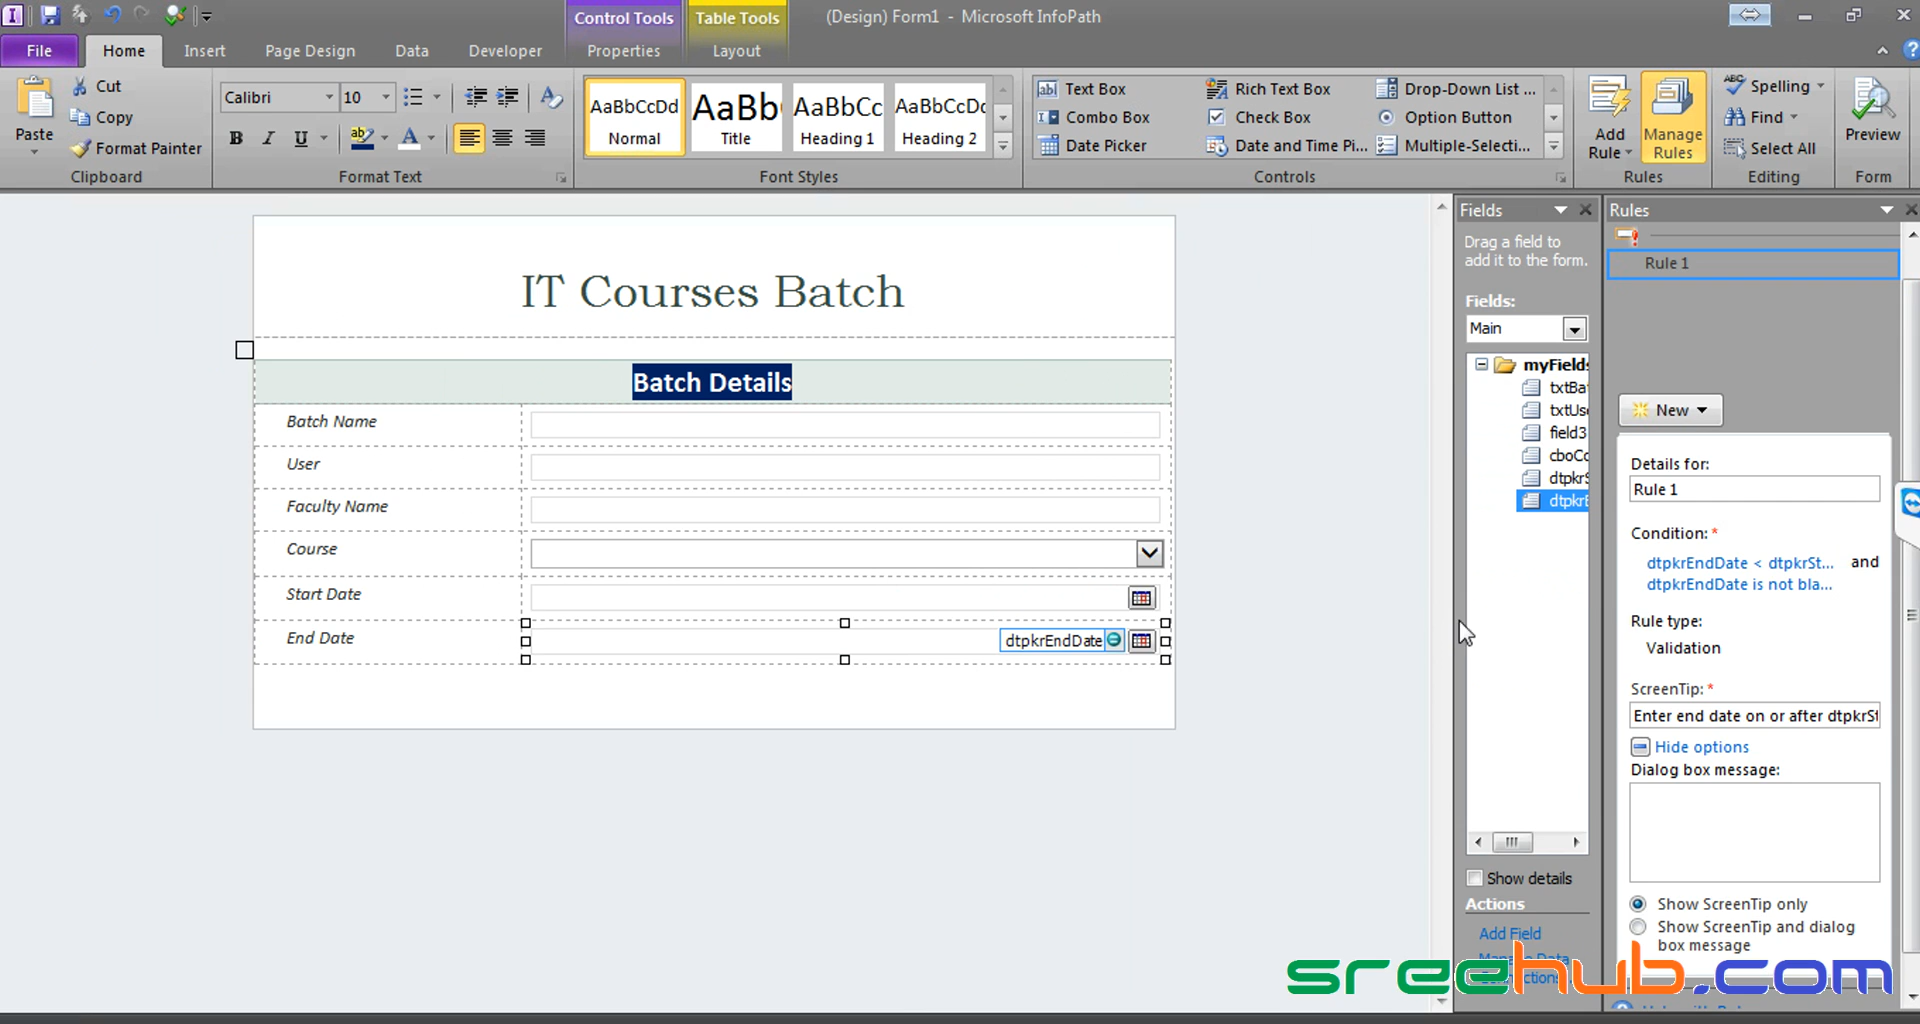 Control Tools
Table Tools
(Design) Form1 - Microsoft InfoPath
File
Home
Insert
Page Design
Data
Developer
Properties
Layout
Paste
Cut
Copy
Format Painter
Clipboard
Calibri
10
B
I
U
ab
A
Format Text
AaBbCcDd
Normal
AaBb
Title
AaBbCc
Heading 1
AaBbCcDc
Heading 2
Font Styles
Text Box
Rich Text Box
Drop-Down List ...
Combo Box
Check Box
Option Button
Date Picker
Date and Time Pi...
Multiple-Selecti...
Controls
Add
Rule
Manage
Rules
Rules
ABC
Spelling
Find
Select All
Editing
Preview
Form
IT Courses Batch
Batch Details
Batch Name
User
Faculty Name
Course
Start Date
End Date
dtpkrEndDate
Fields
Drag a field to
add it to the form.
Fields:
Main
myFields
txtBa
txtUse
field3
cboCo
dtpkrS
dtpkrE
Show details
Actions
Add Field
Manage Data
Connections
Rules
Rule 1
New
Details for:
Rule 1
Condition: *
dtpkrEndDate < dtpkrSt... and
dtpkrEndDate is not bla...
Rule type:
Validation
ScreenTip: *
Enter end date on or after dtpkrSt
Hide options
Dialog box message:
Show ScreenTip only
Show ScreenTip and dialog
box message
sreehub.com